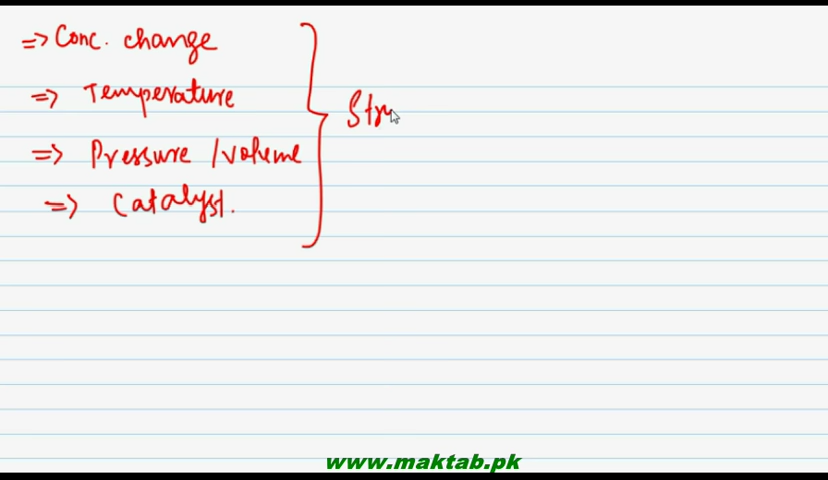 => Conc. change
=> Temperature
=> Pressure /volume
=> Catalyst.
Str
www.maktab.pk